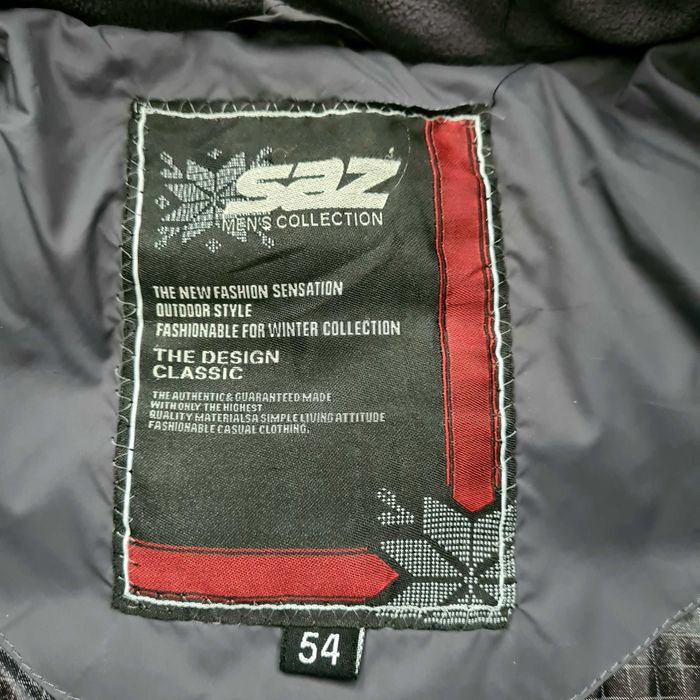 saz
MEN'S COLLECTION
THE NEW FASHION SENSATION
OUTDOOR STYLE
FASHIONABLE FOR WINTER COLLECTION
THE DESIGN
CLASSIC
THE AUTHENTIC & GUARANTEED MADE
WITH ONLY THE HIGHEST
QUALITY MATERIALSA SIMPLE LIVING ATTITUDE
FASHIONABLE CASUAL CLOTHING.
54